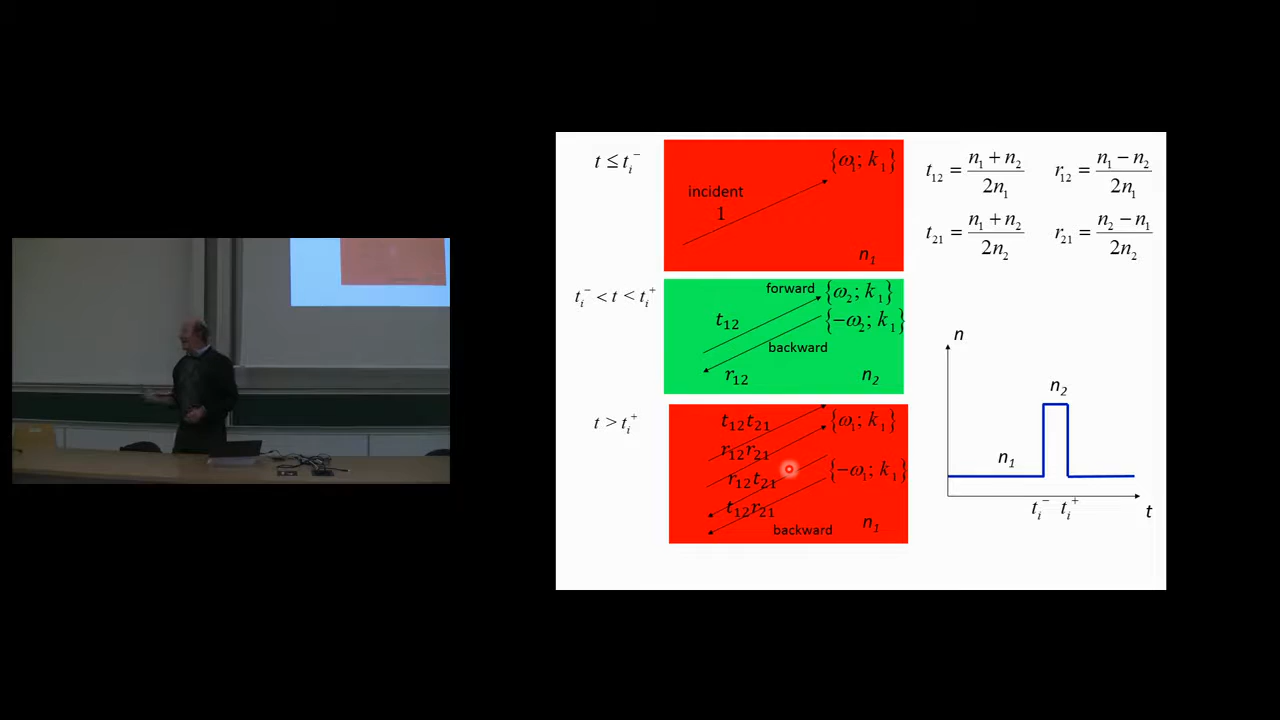 t ≤ tᵢ⁻
{ω₁; k₁}
incident
1
n₁
tᵢ⁻ < t < tᵢ⁺
forward
{ω₂; k₁}
t₁₂
{−ω₂; k₁}
backward
r₁₂
n₂
t > tᵢ⁺
t₁₂t₂₁
{ω₁; k₁}
r₁₂r₂₁
r₁₂t₂₁
{−ω₁; k₁}
t₁₂r₂₁
backward
n₁
t₁₂ = (n₁ + n₂) / 2n₁
r₁₂ = (n₁ − n₂) / 2n₁
t₂₁ = (n₁ + n₂) / 2n₂
r₂₁ = (n₂ − n₁) / 2n₂
n
n₂
n₁
tᵢ⁻ tᵢ⁺
t